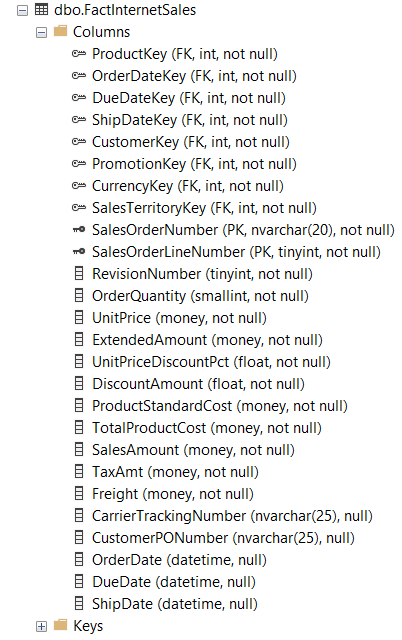 dbo.FactInternetSales
Columns
ProductKey (FK, int, not null)
OrderDateKey (FK, int, not null)
DueDateKey (FK, int, not null)
ShipDateKey (FK, int, not null)
CustomerKey (FK, int, not null)
PromotionKey (FK, int, not null)
CurrencyKey (FK, int, not null)
SalesTerritoryKey (FK, int, not null)
SalesOrderNumber (PK, nvarchar(20), not null)
SalesOrderLineNumber (PK, tinyint, not null)
RevisionNumber (tinyint, not null)
OrderQuantity (smallint, not null)
UnitPrice (money, not null)
ExtendedAmount (money, not null)
UnitPriceDiscountPct (float, not null)
DiscountAmount (float, not null)
ProductStandardCost (money, not null)
TotalProductCost (money, not null)
SalesAmount (money, not null)
TaxAmt (money, not null)
Freight (money, not null)
CarrierTrackingNumber (nvarchar(25), null)
CustomerPONumber (nvarchar(25), null)
OrderDate (datetime, null)
DueDate (datetime, null)
ShipDate (datetime, null)
Keys